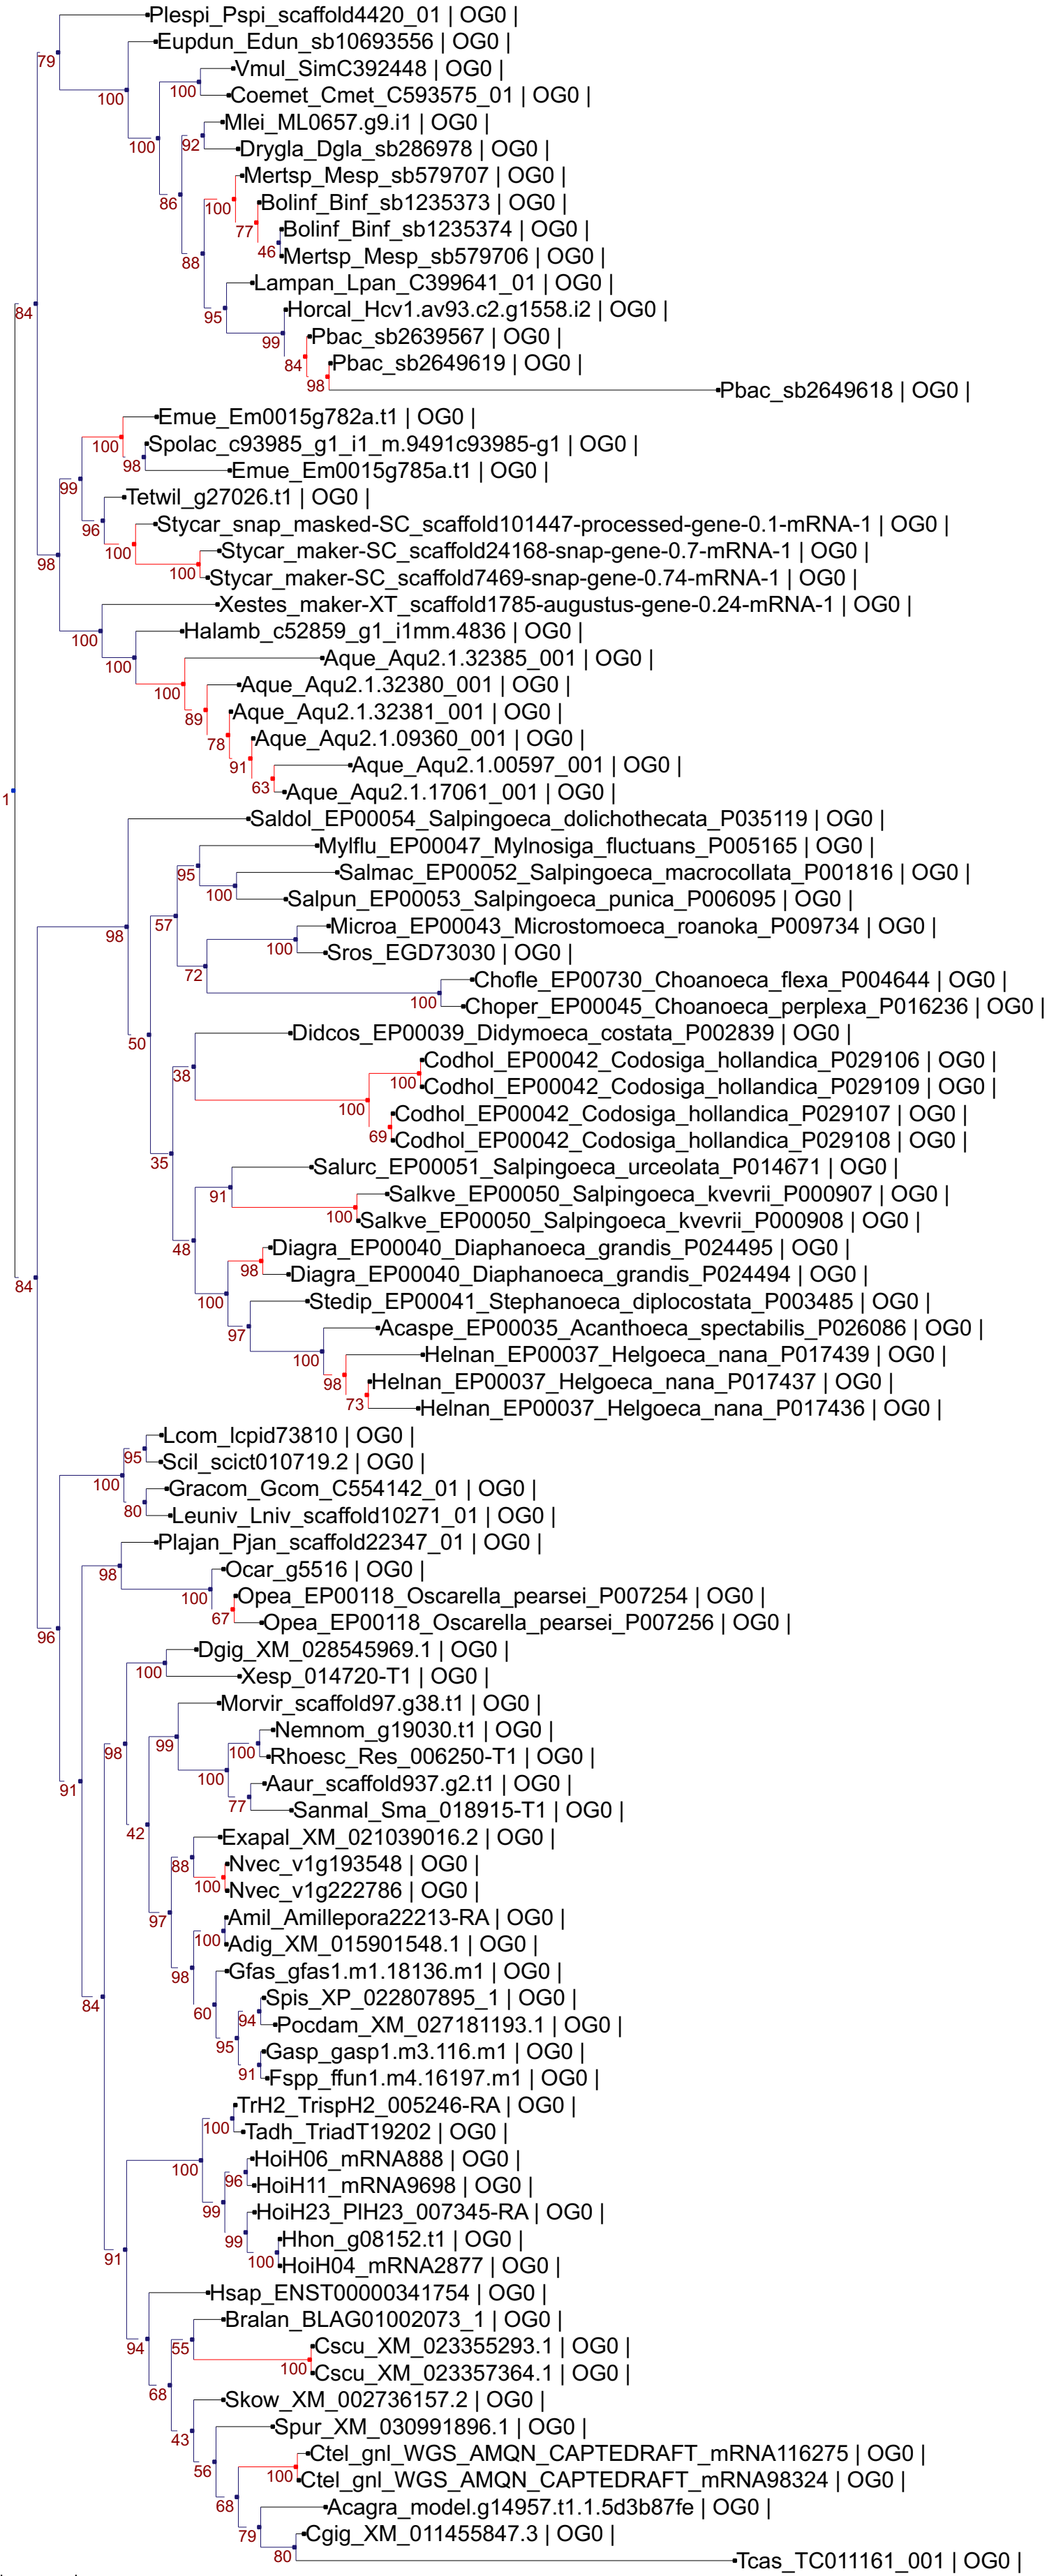 Plespi_Pspi_scaffold4420_01 | OG0 |
Eupdun_Edun_sb10693556 | OG0 |
79
Vmul_SimC392448 | OG0 |
100
Coemet_Cmet_C593575_01 | OG0 |
100
Mlei_ML0657.g9.i1 | OG0 |
100
92
Drygla_Dgla_sb286978 | OG0 |
Mertsp_Mesp_sb579707 | OG0 |
86
Bolinf_Binf_sb1235373 | OG0 |
100
Bolinf_Binf_sb1235374 | OG0 |
77
46
Mertsp_Mesp_sb579706 | OG0 |
88
Lampan_Lpan_C399641_01 | OG0 |
84
Horcal_Hcv1.av93.c2.g1558.i2 | OG0 |
95
Pbac_sb2639567 | OG0 |
99
Pbac_sb2649619 | OG0 |
84
98
Pbac_sb2649618 | OG0 |
Emue_Em0015g782a.t1 | OG0 |
100
Spolac_c93985_g1_i1_m.9491c93985-g1 | OG0 |
98
Emue_Em0015g785a.t1 | OG0 |
99
Tetwil_g27026.t1 | OG0 |
96
Stycar_snap_masked-SC_scaffold101447-processed-gene-0.1-mRNA-1 | OG0 |
100
Stycar_maker-SC_scaffold24168-snap-gene-0.7-mRNA-1 | OG0 |
98
100
Stycar_maker-SC_scaffold7469-snap-gene-0.74-mRNA-1 | OG0 |
Xestes_maker-XT_scaffold1785-augustus-gene-0.24-mRNA-1 | OG0 |
100
Halamb_c52859_g1_i1mm.4836 | OG0 |
100
Aque_Aqu2.1.32385_001 | OG0 |
100
Aque_Aqu2.1.32380_001 | OG0 |
89
Aque_Aqu2.1.32381_001 | OG0 |
78
Aque_Aqu2.1.09360_001 | OG0 |
91
Aque_Aqu2.1.00597_001 | OG0 |
63
Aque_Aqu2.1.17061_001 | OG0 |
1
Saldol_EP00054_Salpingoeca_dolichothecata_P035119 | OG0 |
Mylflu_EP00047_Mylnosiga_fluctuans_P005165 | OG0 |
95
Salmac_EP00052_Salpingoeca_macrocollata_P001816 | OG0 |
100
Salpun_EP00053_Salpingoeca_punica_P006095 | OG0 |
57
Microa_EP00043_Microstomoeca_roanoka_P009734 | OG0 |
98
100
Sros_EGD73030 | OG0 |
72
Chofle_EP00730_Choanoeca_flexa_P004644 | OG0 |
100
Choper_EP00045_Choanoeca_perplexa_P016236 | OG0 |
Didcos_EP00039_Didymoeca_costata_P002839 | OG0 |
50
Codhol_EP00042_Codosiga_hollandica_P029106 | OG0 |
38
100
Codhol_EP00042_Codosiga_hollandica_P029109 | OG0 |
100
Codhol_EP00042_Codosiga_hollandica_P029107 | OG0 |
69
Codhol_EP00042_Codosiga_hollandica_P029108 | OG0 |
35
Salurc_EP00051_Salpingoeca_urceolata_P014671 | OG0 |
91
Salkve_EP00050_Salpingoeca_kvevrii_P000907 | OG0 |
100
Salkve_EP00050_Salpingoeca_kvevrii_P000908 | OG0 |
48
Diagra_EP00040_Diaphanoeca_grandis_P024495 | OG0 |
98
Diagra_EP00040_Diaphanoeca_grandis_P024494 | OG0 |
84
100
Stedip_EP00041_Stephanoeca_diplocostata_P003485 | OG0 |
97
Acaspe_EP00035_Acanthoeca_spectabilis_P026086 | OG0 |
100
Helnan_EP00037_Helgoeca_nana_P017439 | OG0 |
98
Helnan_EP00037_Helgoeca_nana_P017437 | OG0 |
73
Helnan_EP00037_Helgoeca_nana_P017436 | OG0 |
Lcom_lcpid73810 | OG0 |
95
Scil_scict010719.2 | OG0 |
100
Gracom_Gcom_C554142_01 | OG0 |
80
Leuniv_Lniv_scaffold10271_01 | OG0 |
Plajan_Pjan_scaffold22347_01 | OG0 |
98
Ocar_g5516 | OG0 |
100
Opea_EP00118_Oscarella_pearsei_P007254 | OG0 |
67
Opea_EP00118_Oscarella_pearsei_P007256 | OG0 |
96
Dgig_XM_028545969.1 | OG0 |
100
Xesp_014720-T1 | OG0 |
Morvir_scaffold97.g38.t1 | OG0 |
Nemnom_g19030.t1 | OG0 |
98
99
100
Rhoesc_Res_006250-T1 | OG0 |
100
Aaur_scaffold937.g2.t1 | OG0 |
91
77
Sanmal_Sma_018915-T1 | OG0 |
42
Exapal_XM_021039016.2 | OG0 |
88
Nvec_v1g193548 | OG0 |
100
Nvec_v1g222786 | OG0 |
97
Amil_Amillepora22213-RA | OG0 |
100
Adig_XM_015901548.1 | OG0 |
98
Gfas_gfas1.m1.18136.m1 | OG0 |
84
60
Spis_XP_022807895_1 | OG0 |
94
Pocdam_XM_027181193.1 | OG0 |
95
Gasp_gasp1.m3.116.m1 | OG0 |
91
Fspp_ffun1.m4.16197.m1 | OG0 |
TrH2_TrispH2_005246-RA | OG0 |
100
Tadh_TriadT19202 | OG0 |
100
HoiH06_mRNA888 | OG0 |
96
HoiH11_mRNA9698 | OG0 |
99
HoiH23_PlH23_007345-RA | OG0 |
99
Hhon_g08152.t1 | OG0 |
91
100
HoiH04_mRNA2877 | OG0 |
Hsap_ENST00000341754 | OG0 |
Bralan_BLAG01002073_1 | OG0 |
94
55
Cscu_XM_023355293.1 | OG0 |
100
Cscu_XM_023357364.1 | OG0 |
68
Skow_XM_002736157.2 | OG0 |
43
Spur_XM_030991896.1 | OG0 |
56
Ctel_gnl_WGS_AMQN_CAPTEDRAFT_mRNA116275 | OG0 |
100
Ctel_gnl_WGS_AMQN_CAPTEDRAFT_mRNA98324 | OG0 |
68
Acagra_model.g14957.t1.1.5d3b87fe | OG0 |
79
Cgig_XM_011455847.3 | OG0 |
80
Tcas_TC011161_001 | OG0 |